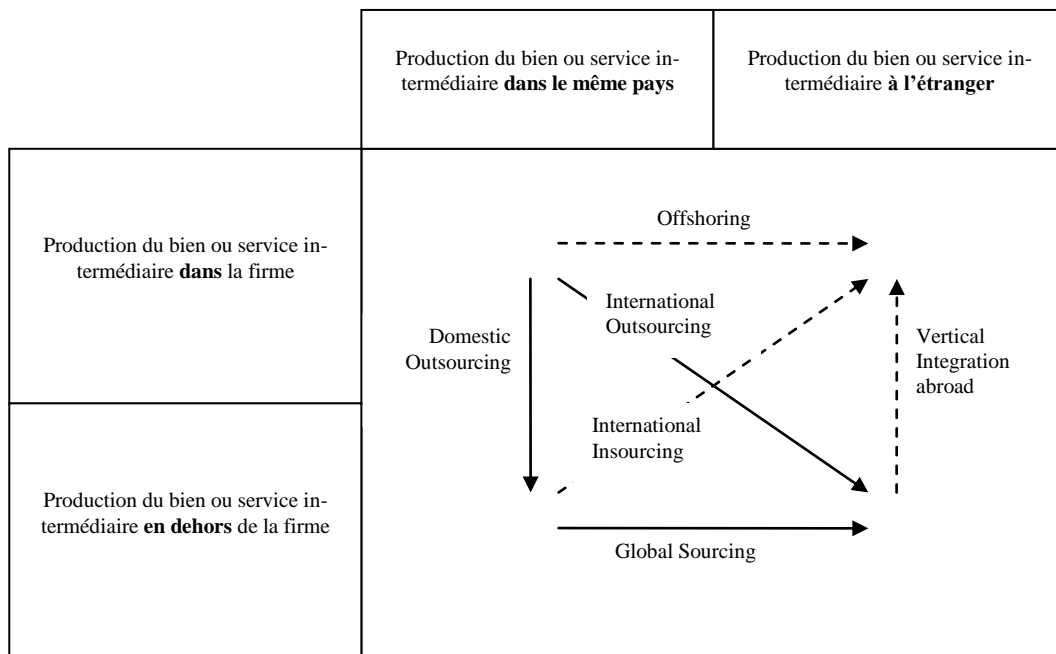 Production du bien ou service in-
termédiaire dans le même pays
Production du bien ou service in-
termédiaire à l’étranger
Production du bien ou service in-
termédiaire dans la firme
Offshoring
International
Outsourcing
Domestic
Outsourcing
Vertical
Integration
abroad
International
Insourcing
Production du bien ou service in-
termédiaire en dehors de la firme
Global Sourcing